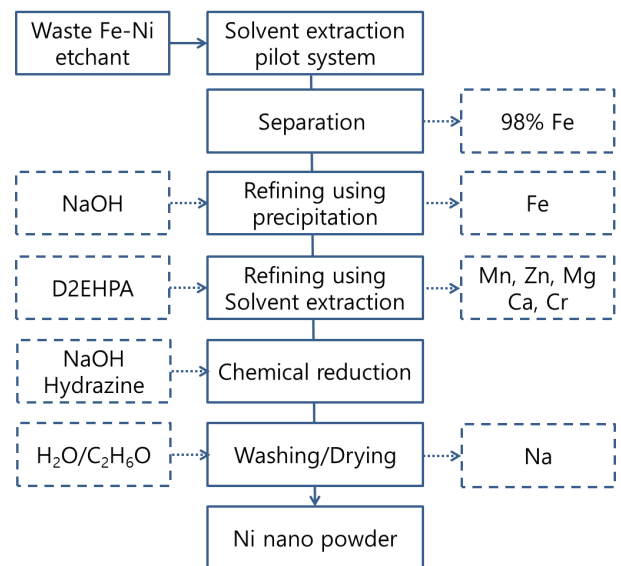 Waste Fe-Ni
etchant
Solvent extraction
pilot system
Separation
98% Fe
NaOH
Refining using
precipitation
Fe
D2EHPA
Refining using
Solvent extraction
Mn, Zn, Mg
Ca, Cr
NaOH
Hydrazine
Chemical reduction
H₂O/C₂H₆O
Washing/Drying
Na
Ni nano powder